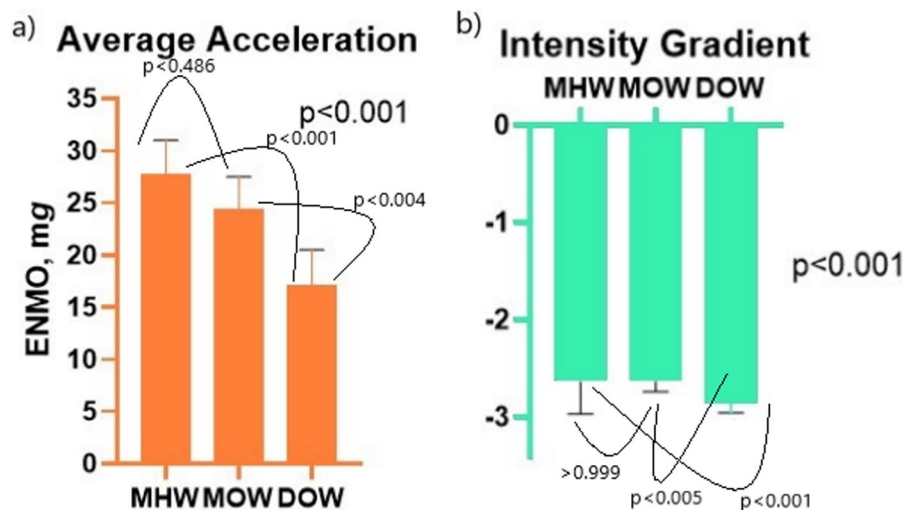 a) Average Acceleration
p<0.486
35
p<0.001
p<0.001
30
25
p<0.004
20
15
10
5
0
ENMO, mg
MHW MOW DOW
b) Intensity Gradient
MHW MOW DOW
0
-1
p<0.001
-2
-3
>0.999
p<0.005
p<0.001